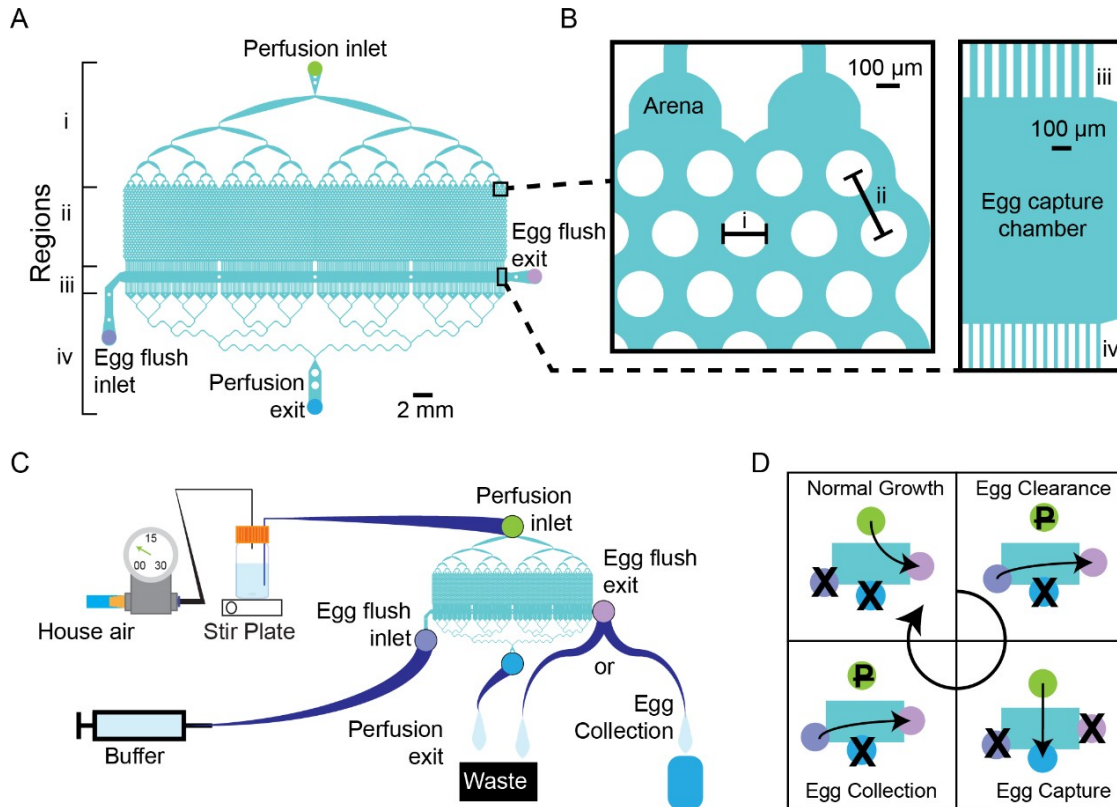 A
Perfusion inlet
Regions
i
ii
iii
iv
Egg flush
exit
Egg flush
inlet
Perfusion
exit
2 mm
B
100 µm
Arena
i
ii
iii
100 µm
Egg capture
chamber
iv
C
15
00 30
House air
Stir Plate
Perfusion
inlet
Egg flush
exit
Egg flush
inlet
or
Buffer
Perfusion
exit
Egg
Collection
Waste
D
Normal Growth
Egg Clearance
X
X
P
X
Egg Collection
Egg Capture
P
X
X
X